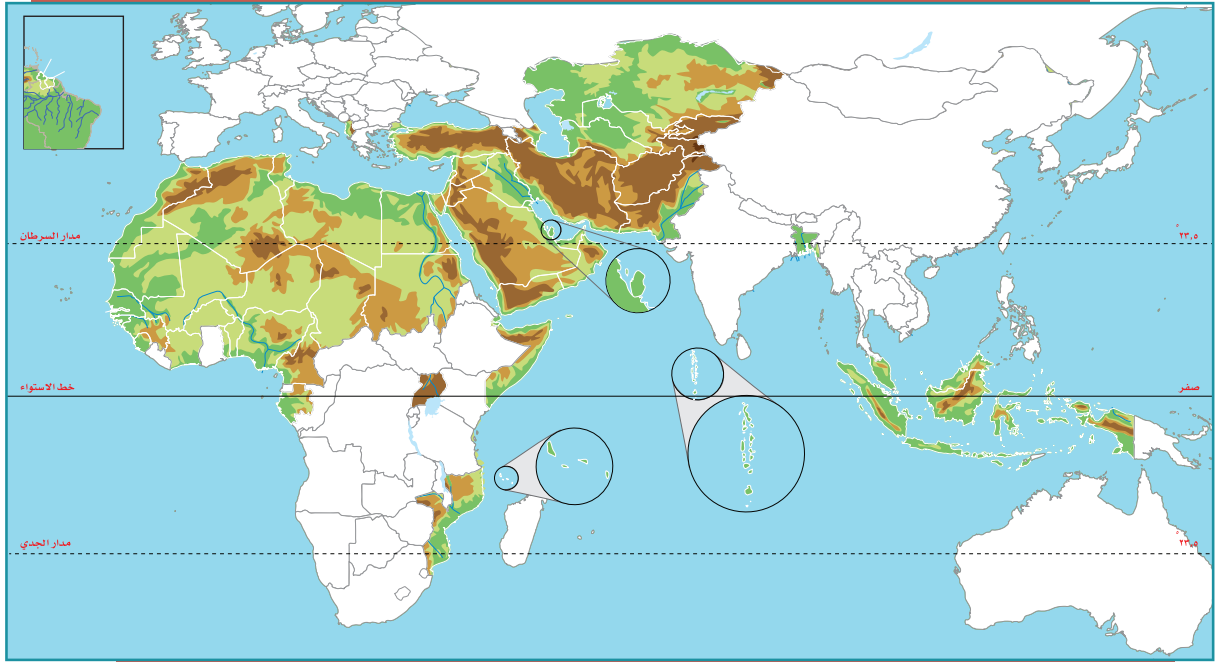 مدار السرطان
°٢٣,٥
خط الاستواء
صفر
مدار الجدي
°٢٣,٥